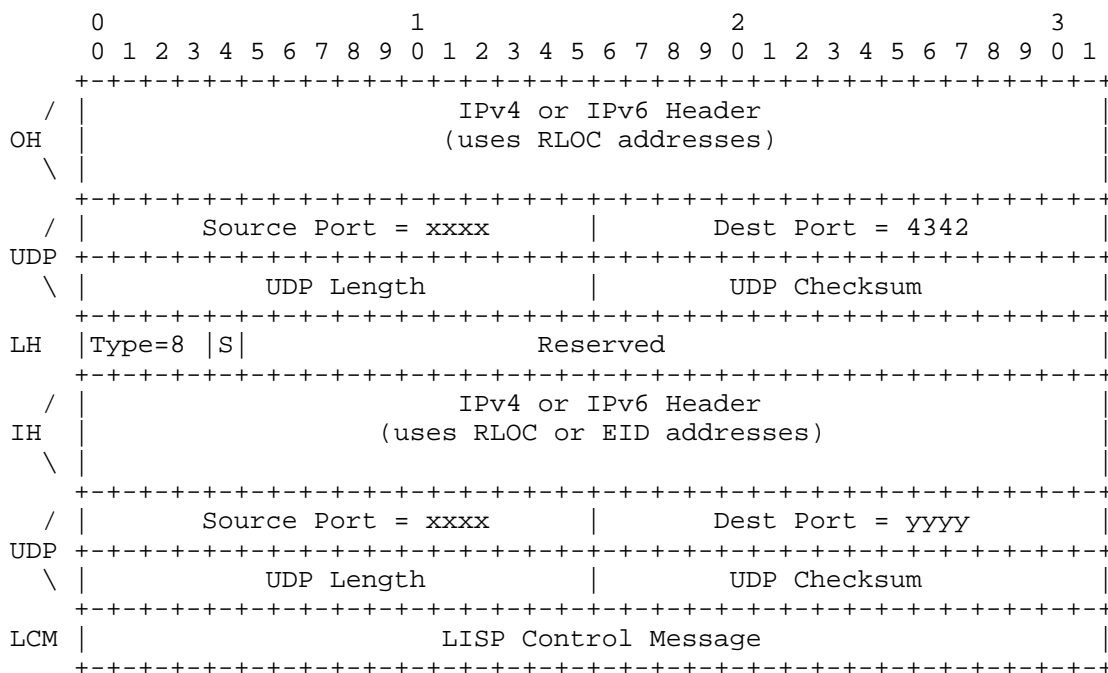 0                   1                   2                   3
 0 1 2 3 4 5 6 7 8 9 0 1 2 3 4 5 6 7 8 9 0 1 2 3 4 5 6 7 8 9 0 1
    +-+-+-+-+-+-+-+-+-+-+-+-+-+-+-+-+-+-+-+-+-+-+-+-+-+-+-+-+-+-+-+-+
  / |                       IPv4 or IPv6 Header                     |
OH  |                      (uses RLOC addresses)                    |
  \ |                                                               |
    +-+-+-+-+-+-+-+-+-+-+-+-+-+-+-+-+-+-+-+-+-+-+-+-+-+-+-+-+-+-+-+-+
  / |       Source Port = xxxx      |       Dest Port = 4342        |
UDP +-+-+-+-+-+-+-+-+-+-+-+-+-+-+-+-+-+-+-+-+-+-+-+-+-+-+-+-+-+-+-+-+
  \ |           UDP Length          |        UDP Checksum           |
    +-+-+-+-+-+-+-+-+-+-+-+-+-+-+-+-+-+-+-+-+-+-+-+-+-+-+-+-+-+-+-+-+
LH  |Type=8 |S|                  Reserved                           |
    +-+-+-+-+-+-+-+-+-+-+-+-+-+-+-+-+-+-+-+-+-+-+-+-+-+-+-+-+-+-+-+-+
  / |                       IPv4 or IPv6 Header                     |
IH  |                  (uses RLOC or EID addresses)                 |
  \ |                                                               |
    +-+-+-+-+-+-+-+-+-+-+-+-+-+-+-+-+-+-+-+-+-+-+-+-+-+-+-+-+-+-+-+-+
  / |       Source Port = xxxx      |       Dest Port = yyyy        |
UDP +-+-+-+-+-+-+-+-+-+-+-+-+-+-+-+-+-+-+-+-+-+-+-+-+-+-+-+-+-+-+-+-+
  \ |           UDP Length          |        UDP Checksum           |
    +-+-+-+-+-+-+-+-+-+-+-+-+-+-+-+-+-+-+-+-+-+-+-+-+-+-+-+-+-+-+-+-+
LCM |                      LISP Control Message                     |
    +-+-+-+-+-+-+-+-+-+-+-+-+-+-+-+-+-+-+-+-+-+-+-+-+-+-+-+-+-+-+-+-+